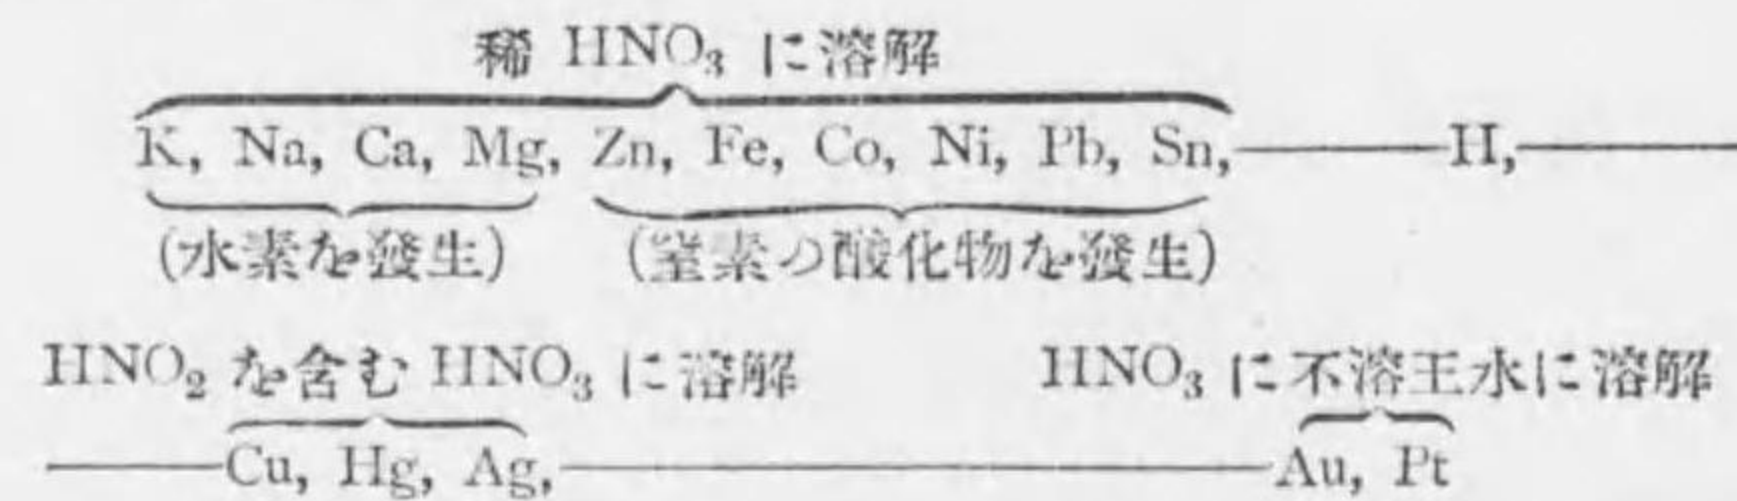 稀 HNO₃ に溶解
K, Na, Ca, Mg, Zn, Fe, Co, Ni, Pb, Sn,——H,——
(水素を發生) (窒素の酸化物を發生)
HNO₂ を含む HNO₃ に溶解 HNO₃ に不溶王水に溶解
——Cu, Hg, Ag,——Au, Pt